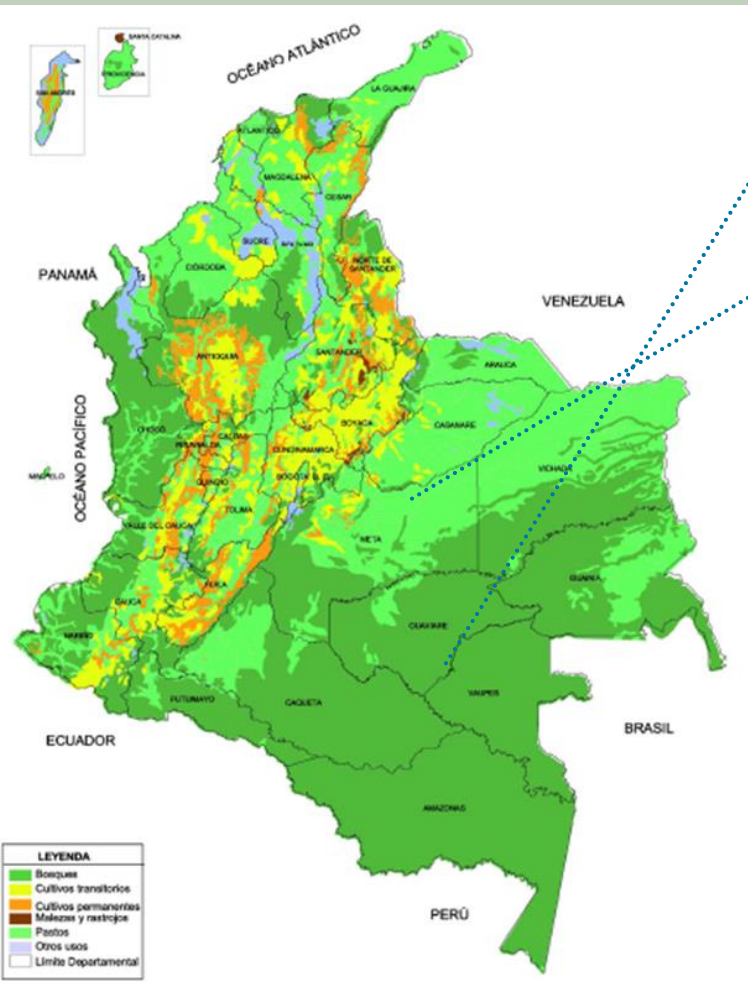 SANTA CATALINA
PROVIDENCIA
SAN ANDRES
OCÉANO ATLÁNTICO
LA GUAJIRA
ATLANTICO
MAGDALENA
CESAR
SUCRE
CORDOBA
NORTE DE
SANTANDER
PANAMÁ
VENEZUELA
ANTIOQUIA
SANTANDER
ARAUCA
CHOCO
BOYACA
CASANARE
OCÉANO PACÍFICO
CALDAS
RISARALDA
CUNDINAMARCA
VICHADA
MALPELO
QUINDIO
BOGOTA D.C.
TOLIMA
VALLE DEL CAUCA
META
HUILA
GUAINIA
CAUCA
GUAVIARE
NARIÑO
VAUPES
PUTUMAYO
CAQUETA
ECUADOR
BRASIL
AMAZONAS
PERÚ
LEYENDA
Bosques
Cultivos transitorios
Cultivos permanentes
Malezas y rastrojos
Pastos
Otros usos
Límite Departamental